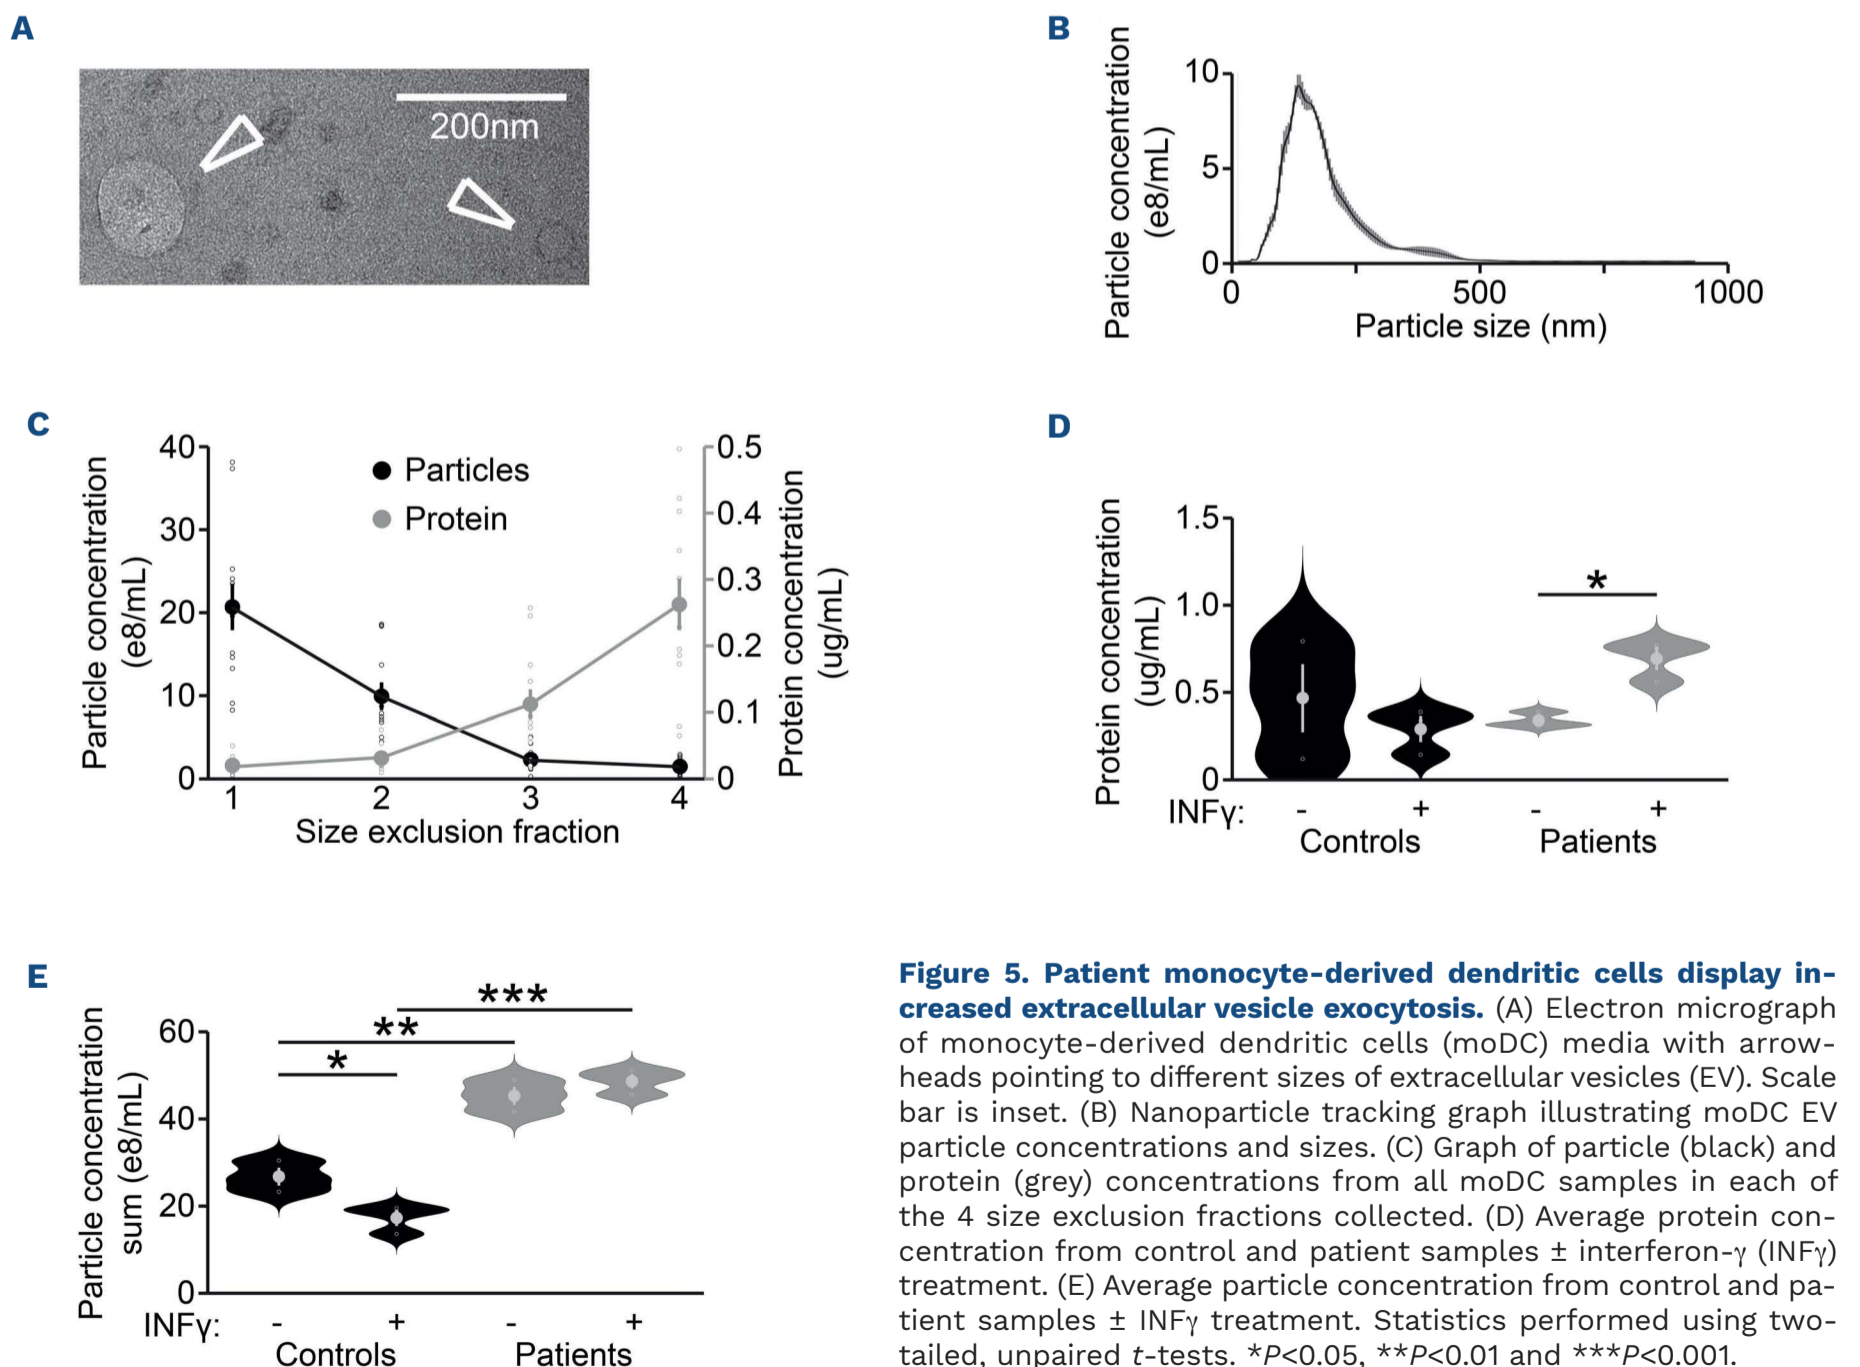 A
200nm
B
Particle concentration
(e8/mL)
10
5
0
0
500
1000
Particle size (nm)
C
Particle concentration
(e8/mL)
40
30
20
10
0
Particles
Protein
0.5
0.4
0.3
0.2
0.1
0
Protein concentration
(ug/mL)
1
2
3
4
Size exclusion fraction
D
Protein concentration
(ug/mL)
1.5
1.0
0.5
0
*
INFγ: - + - +
Controls Patients
E
Particle concentration
sum (e8/mL)
60
40
20
0
***
**
*
INFγ: - + - +
Controls Patients
Figure 5. Patient monocyte-derived dendritic cells display in-
creased extracellular vesicle exocytosis. (A) Electron micrograph
of monocyte-derived dendritic cells (moDC) media with arrow-
heads pointing to different sizes of extracellular vesicles (EV). Scale
bar is inset. (B) Nanoparticle tracking graph illustrating moDC EV
particle concentrations and sizes. (C) Graph of particle (black) and
protein (grey) concentrations from all moDC samples in each of
the 4 size exclusion fractions collected. (D) Average protein con-
centration from control and patient samples ± interferon-γ (INFγ)
treatment. (E) Average particle concentration from control and pa-
tient samples ± INFγ treatment. Statistics performed using two-
tailed, unpaired t-tests. *P<0.05, **P<0.01 and ***P<0.001.